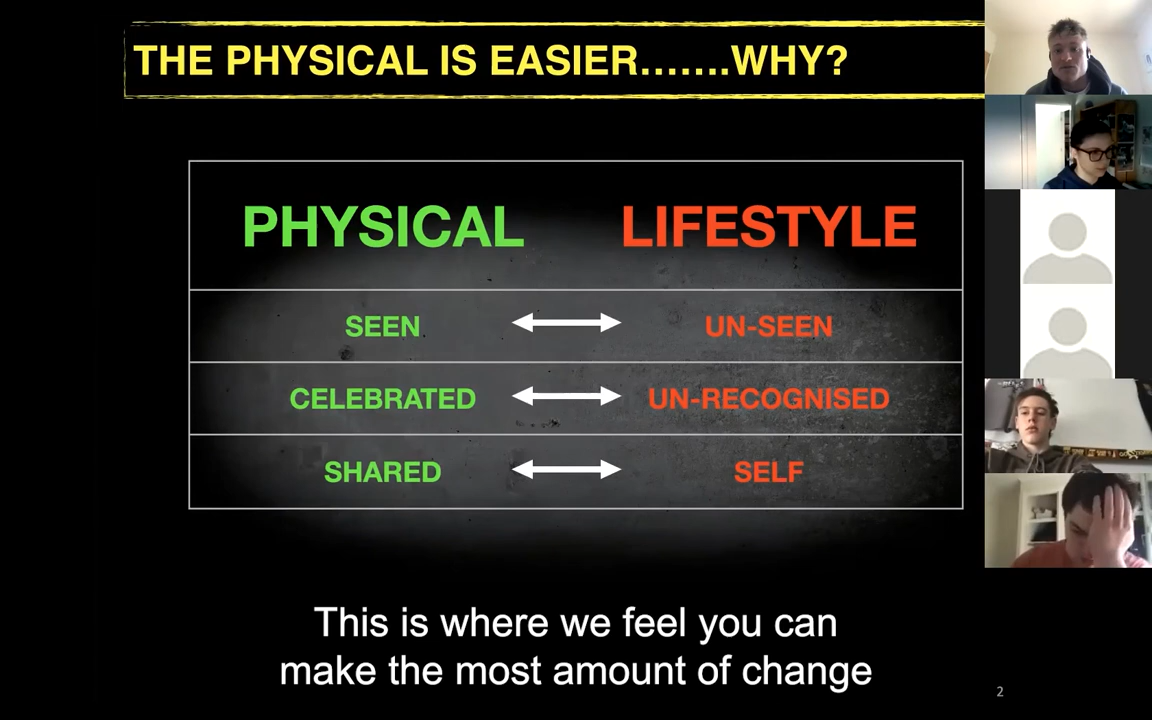 THE PHYSICAL IS EASIER…….WHY?
PHYSICAL LIFESTYLE
SEEN UN-SEEN
CELEBRATED UN-RECOGNISED
SHARED SELF
This is where we feel you can
make the most amount of change
2